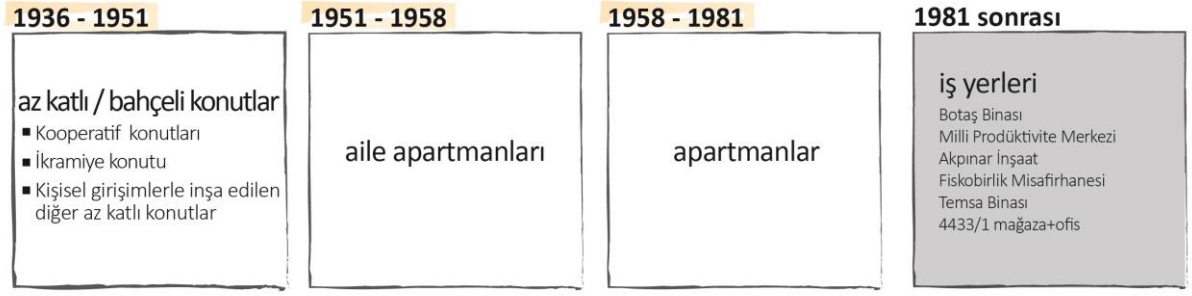 1936 - 1951
az katlı / bahçeli konutlar
▪ Kooperatif konutları
▪ İkramiye konutu
▪ Kişisel girişimlerle inşa edilen
diğer az katlı konutlar
1951 - 1958
aile apartmanları
1958 - 1981
apartmanlar
1981 sonrası
iş yerleri
Botaş Binası
Milli Prodüktivite Merkezi
Akpınar İnşaat
Fiskobirlik Misafirhanesi
Temsa Binası
4433/1 mağaza+ofis